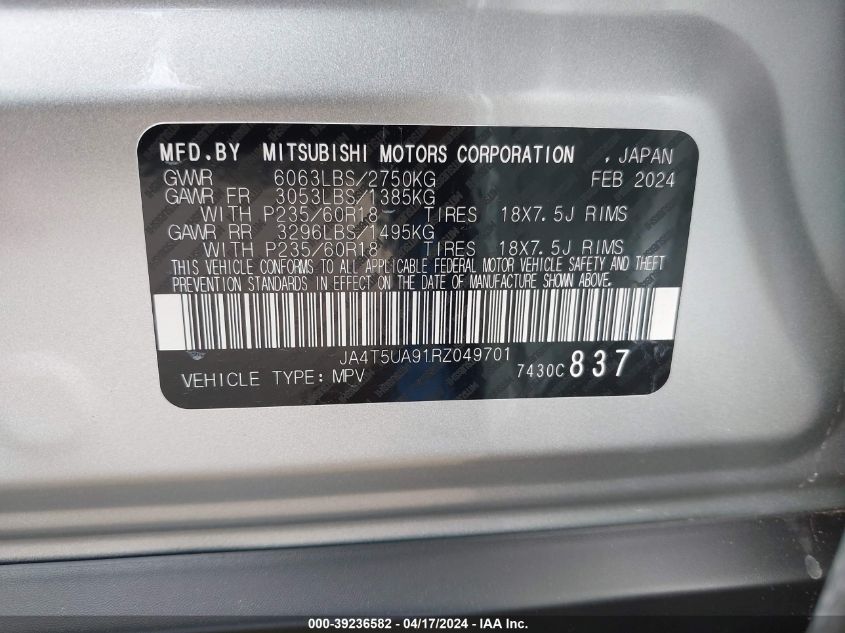 MFD.BY MITSUBISHI MOTORS CORPORATION , JAPAN
GVWR 6063LBS/2750KG FEB 2024
GAWR FR 3053LBS/1385KG
WITH P235/60R18 TIRES 18X7.5J RIMS
GAWR RR 3296LBS/1495KG
WITH P235/60R18 TIRES 18X7.5J RIMS
THIS VEHICLE CONFORMS TO ALL APPLICABLE FEDERAL MOTOR VEHICLE SAFETY AND THEFT
PREVENTION STANDARDS IN EFFECT ON THE DATE OF MANUFACTURE SHOWN ABOVE.
JA4T5UA91RZ049701
VEHICLE TYPE: MPV 7430C 837
000-39236582 - 04/17/2024 - IAAI Inc.